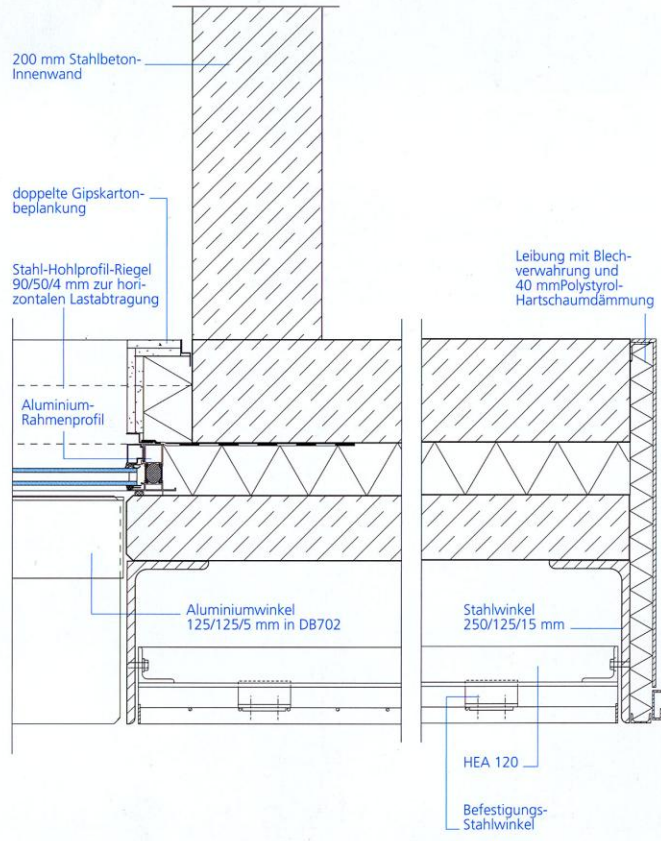 200 mm Stahlbeton-
Innenwand
doppelte Gipskarton-
beplankung
Stahl-Hohlprofil-Riegel
90/50/4 mm zur hori-
zontalen Lastabtragung
Leibung mit Blech-
verwahrung und
40 mmPolystyrol-
Hartschaumdämmung
Aluminium-
Rahmenprofil
Aluminiumwinkel
125/125/5 mm in DB702
Stahlwinkel
250/125/15 mm
HEA 120
Befestigungs-
Stahlwinkel